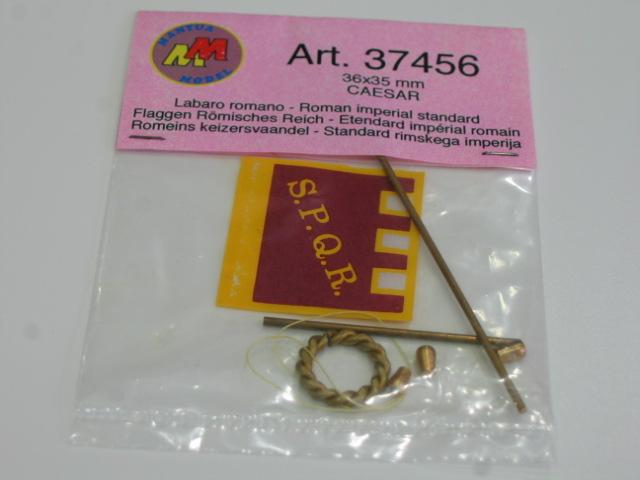 MANTUA
MM
MODEL
Art. 37456
36x35 mm
CAESAR
Labaro romano - Roman imperial standard
Flaggen Römisches Reich - Etendard impérial romain
Romeins keizersvaandel - Standard rimskega imperija
S.P.Q.R.